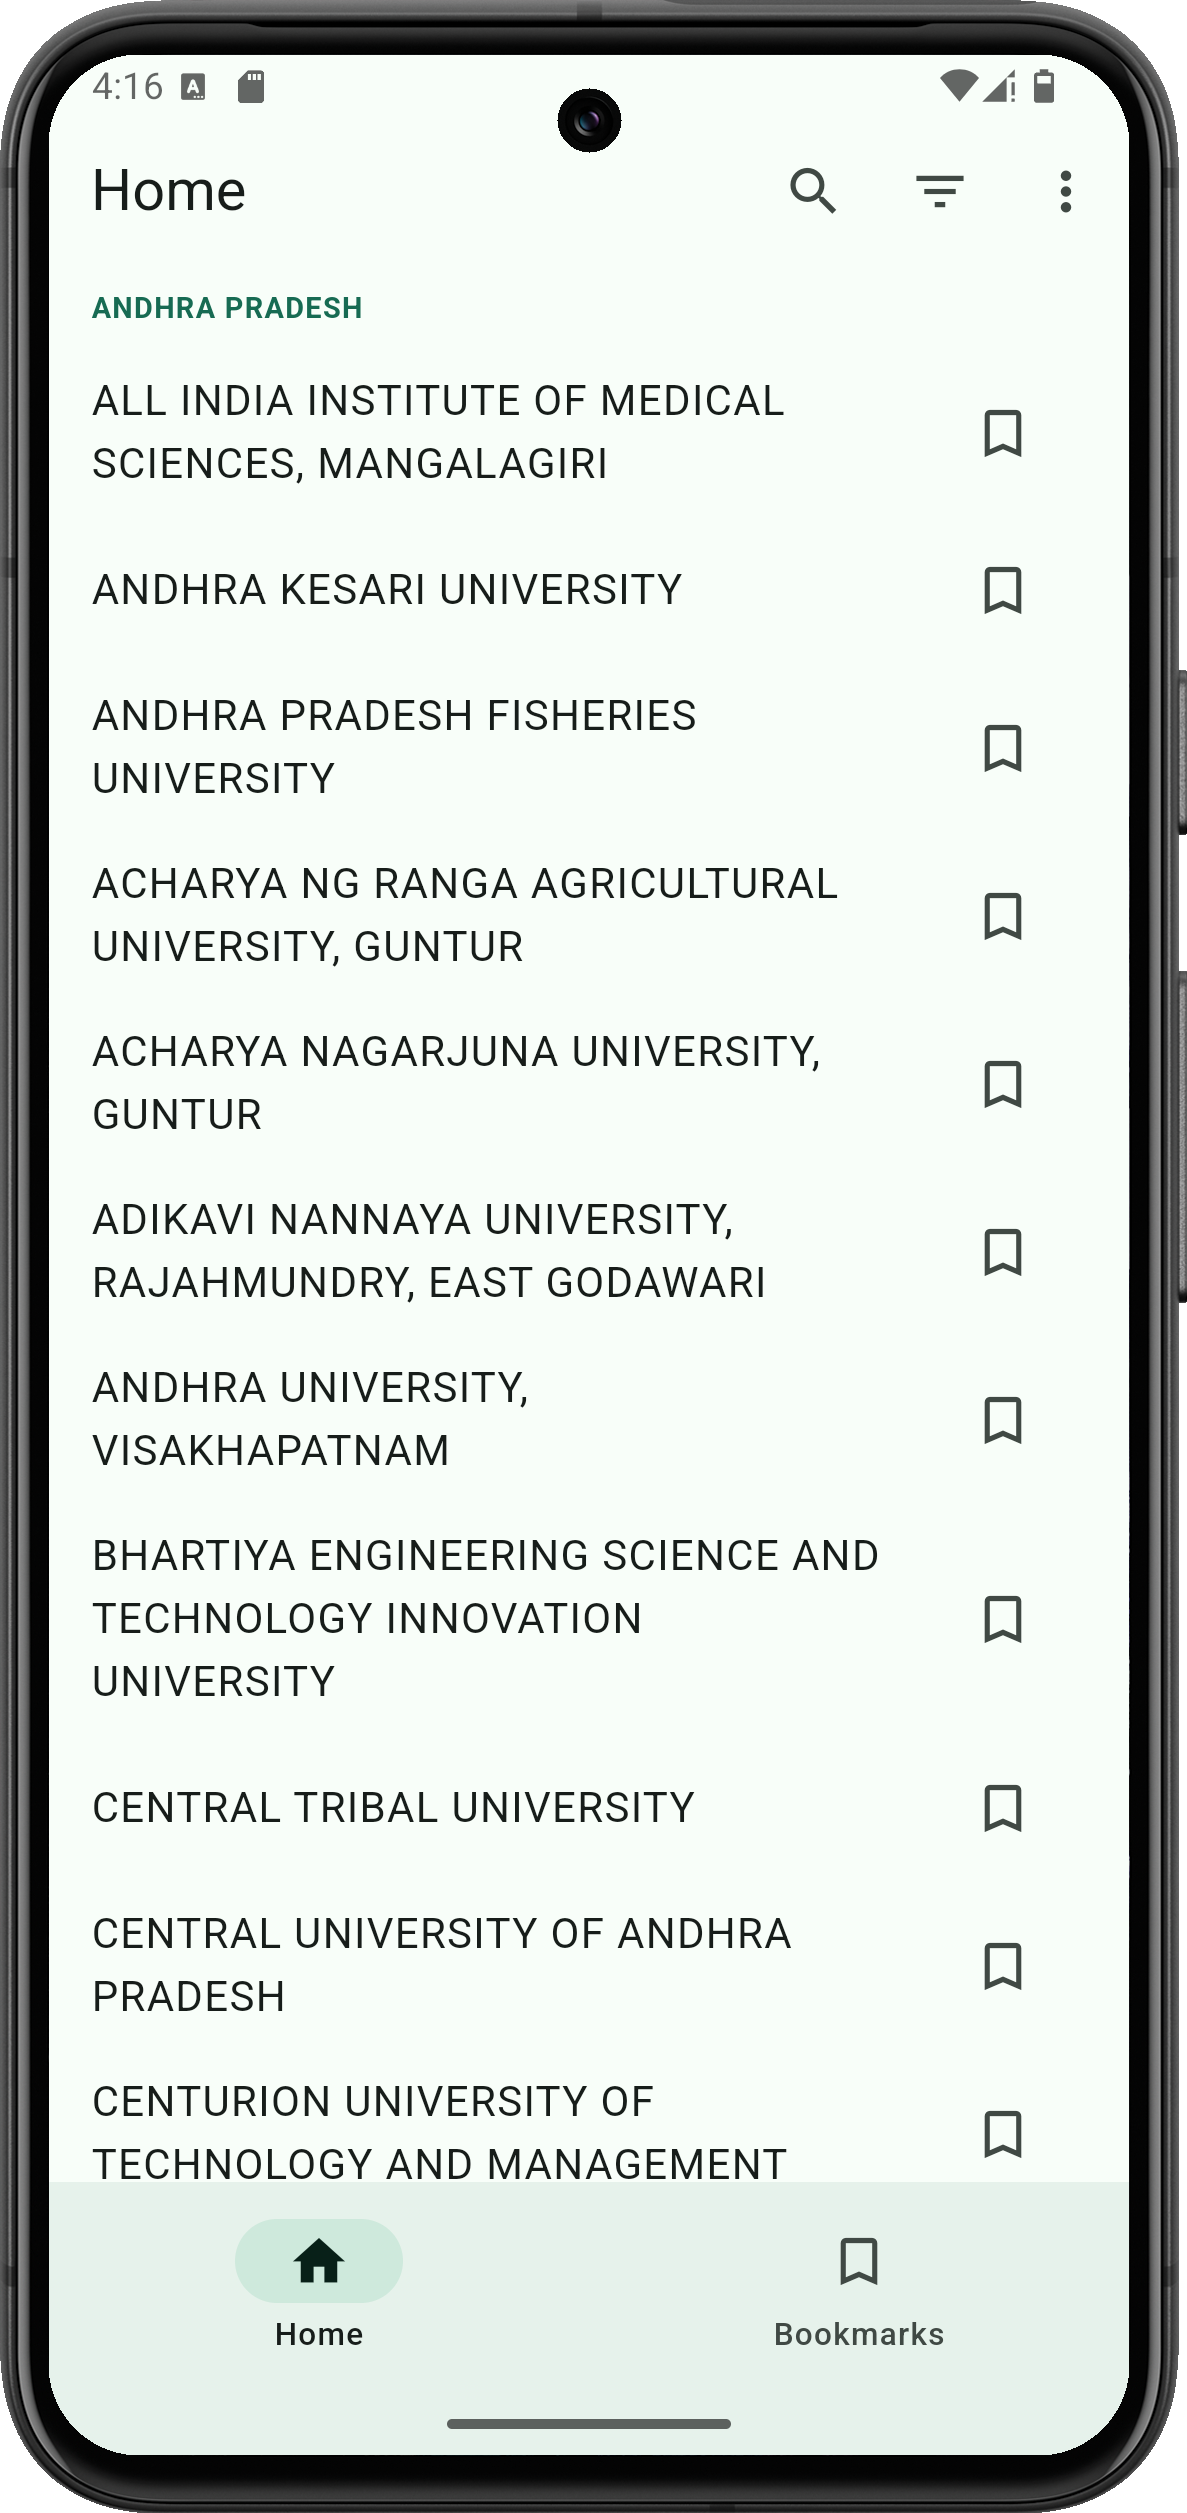 4:16
Home
ANDHRA PRADESH
ALL INDIA INSTITUTE OF MEDICAL
SCIENCES, MANGALAGIRI
ANDHRA KESARI UNIVERSITY
ANDHRA PRADESH FISHERIES
UNIVERSITY
ACHARYA NG RANGA AGRICULTURAL
UNIVERSITY, GUNTUR
ACHARYA NAGARJUNA UNIVERSITY,
GUNTUR
ADIKAVI NANNAYA UNIVERSITY,
RAJAHMUNDRY, EAST GODAWARI
ANDHRA UNIVERSITY,
VISAKHAPATNAM
BHARTIYA ENGINEERING SCIENCE AND
TECHNOLOGY INNOVATION
UNIVERSITY
CENTRAL TRIBAL UNIVERSITY
CENTRAL UNIVERSITY OF ANDHRA
PRADESH
CENTURION UNIVERSITY OF
TECHNOLOGY AND MANAGEMENT
Home
Bookmarks